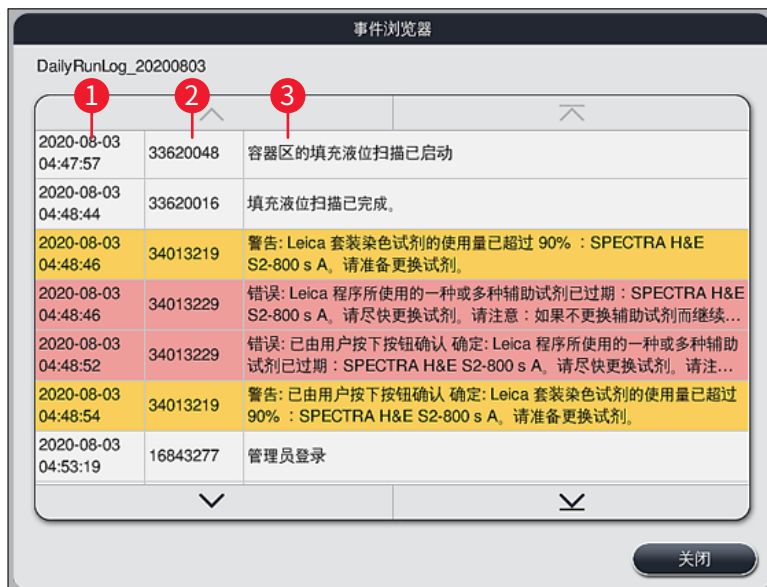 事件浏览器
DailyRunLog_20200803
1 2 3
2020-08-03
04:47:57 33620048 容器区的填充液位扫描已启动
2020-08-03
04:48:44 33620016 填充液位扫描已完成。
2020-08-03
04:48:46 34013219 警告: Leica 套装染色试剂的使用量已超过 90% ：SPECTRA H&E
S2-800 s A。请准备更换试剂。
2020-08-03
04:48:46 34013229 错误: Leica 程序所使用的一种或多种辅助试剂已过期：SPECTRA H&E
S2-800 s A。请尽快更换试剂。请注意：如果不更换辅助试剂而继续...
2020-08-03
04:48:52 34013229 错误: 已由用户按下按钮确认 确定: Leica 程序所使用的一种或多种辅助
试剂已过期：SPECTRA H&E S2-800 s A。请尽快更换试剂。请注...
2020-08-03
04:48:54 34013219 警告: 已由用户按下按钮确认 确定: Leica 套装染色试剂的使用量已超过
90% ：SPECTRA H&E S2-800 s A。请准备更换试剂。
2020-08-03
04:53:19 16843277 管理员登录
关闭